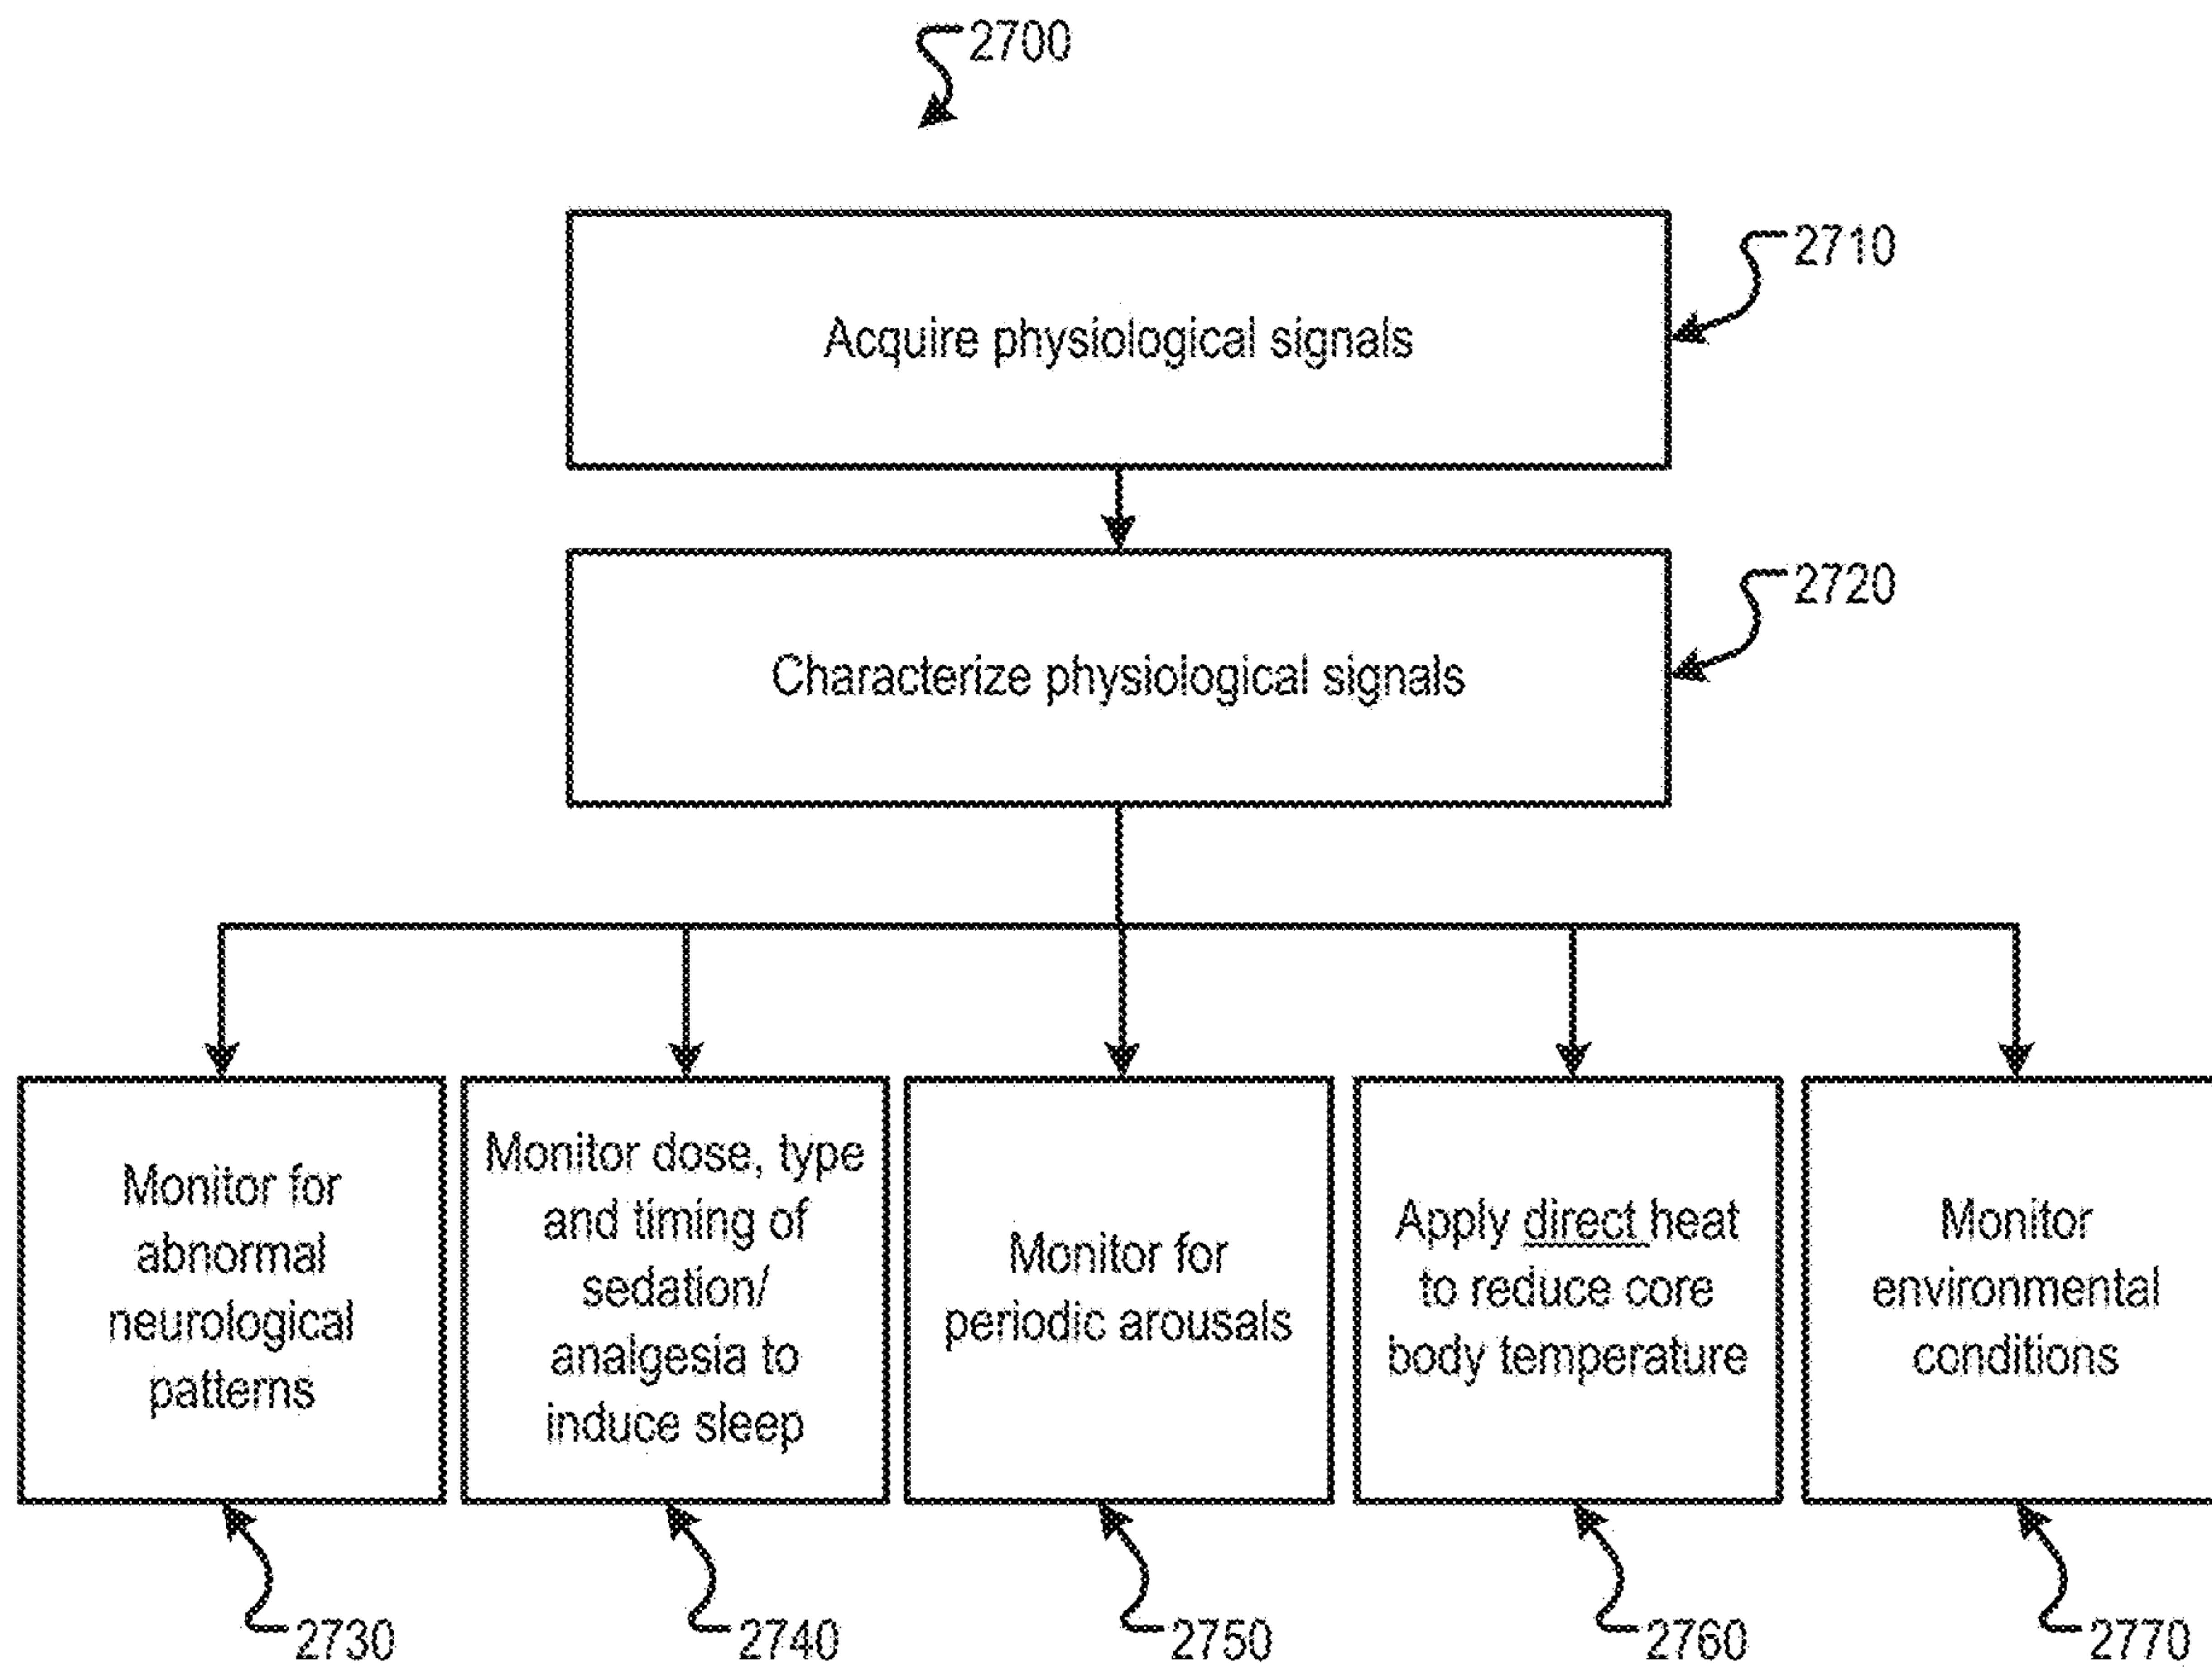 2700
Acquire physiological signals
2710
Characterize physiological signals
2720
Monitor for
abnormal
neurological
patterns
Monitor dose, type
and timing of
sedation/
analgesia to
induce sleep
Monitor for
periodic arousals
Apply direct heat
to reduce core
body temperature
Monitor
environmental
conditions
2730
2740
2750
2760
2770